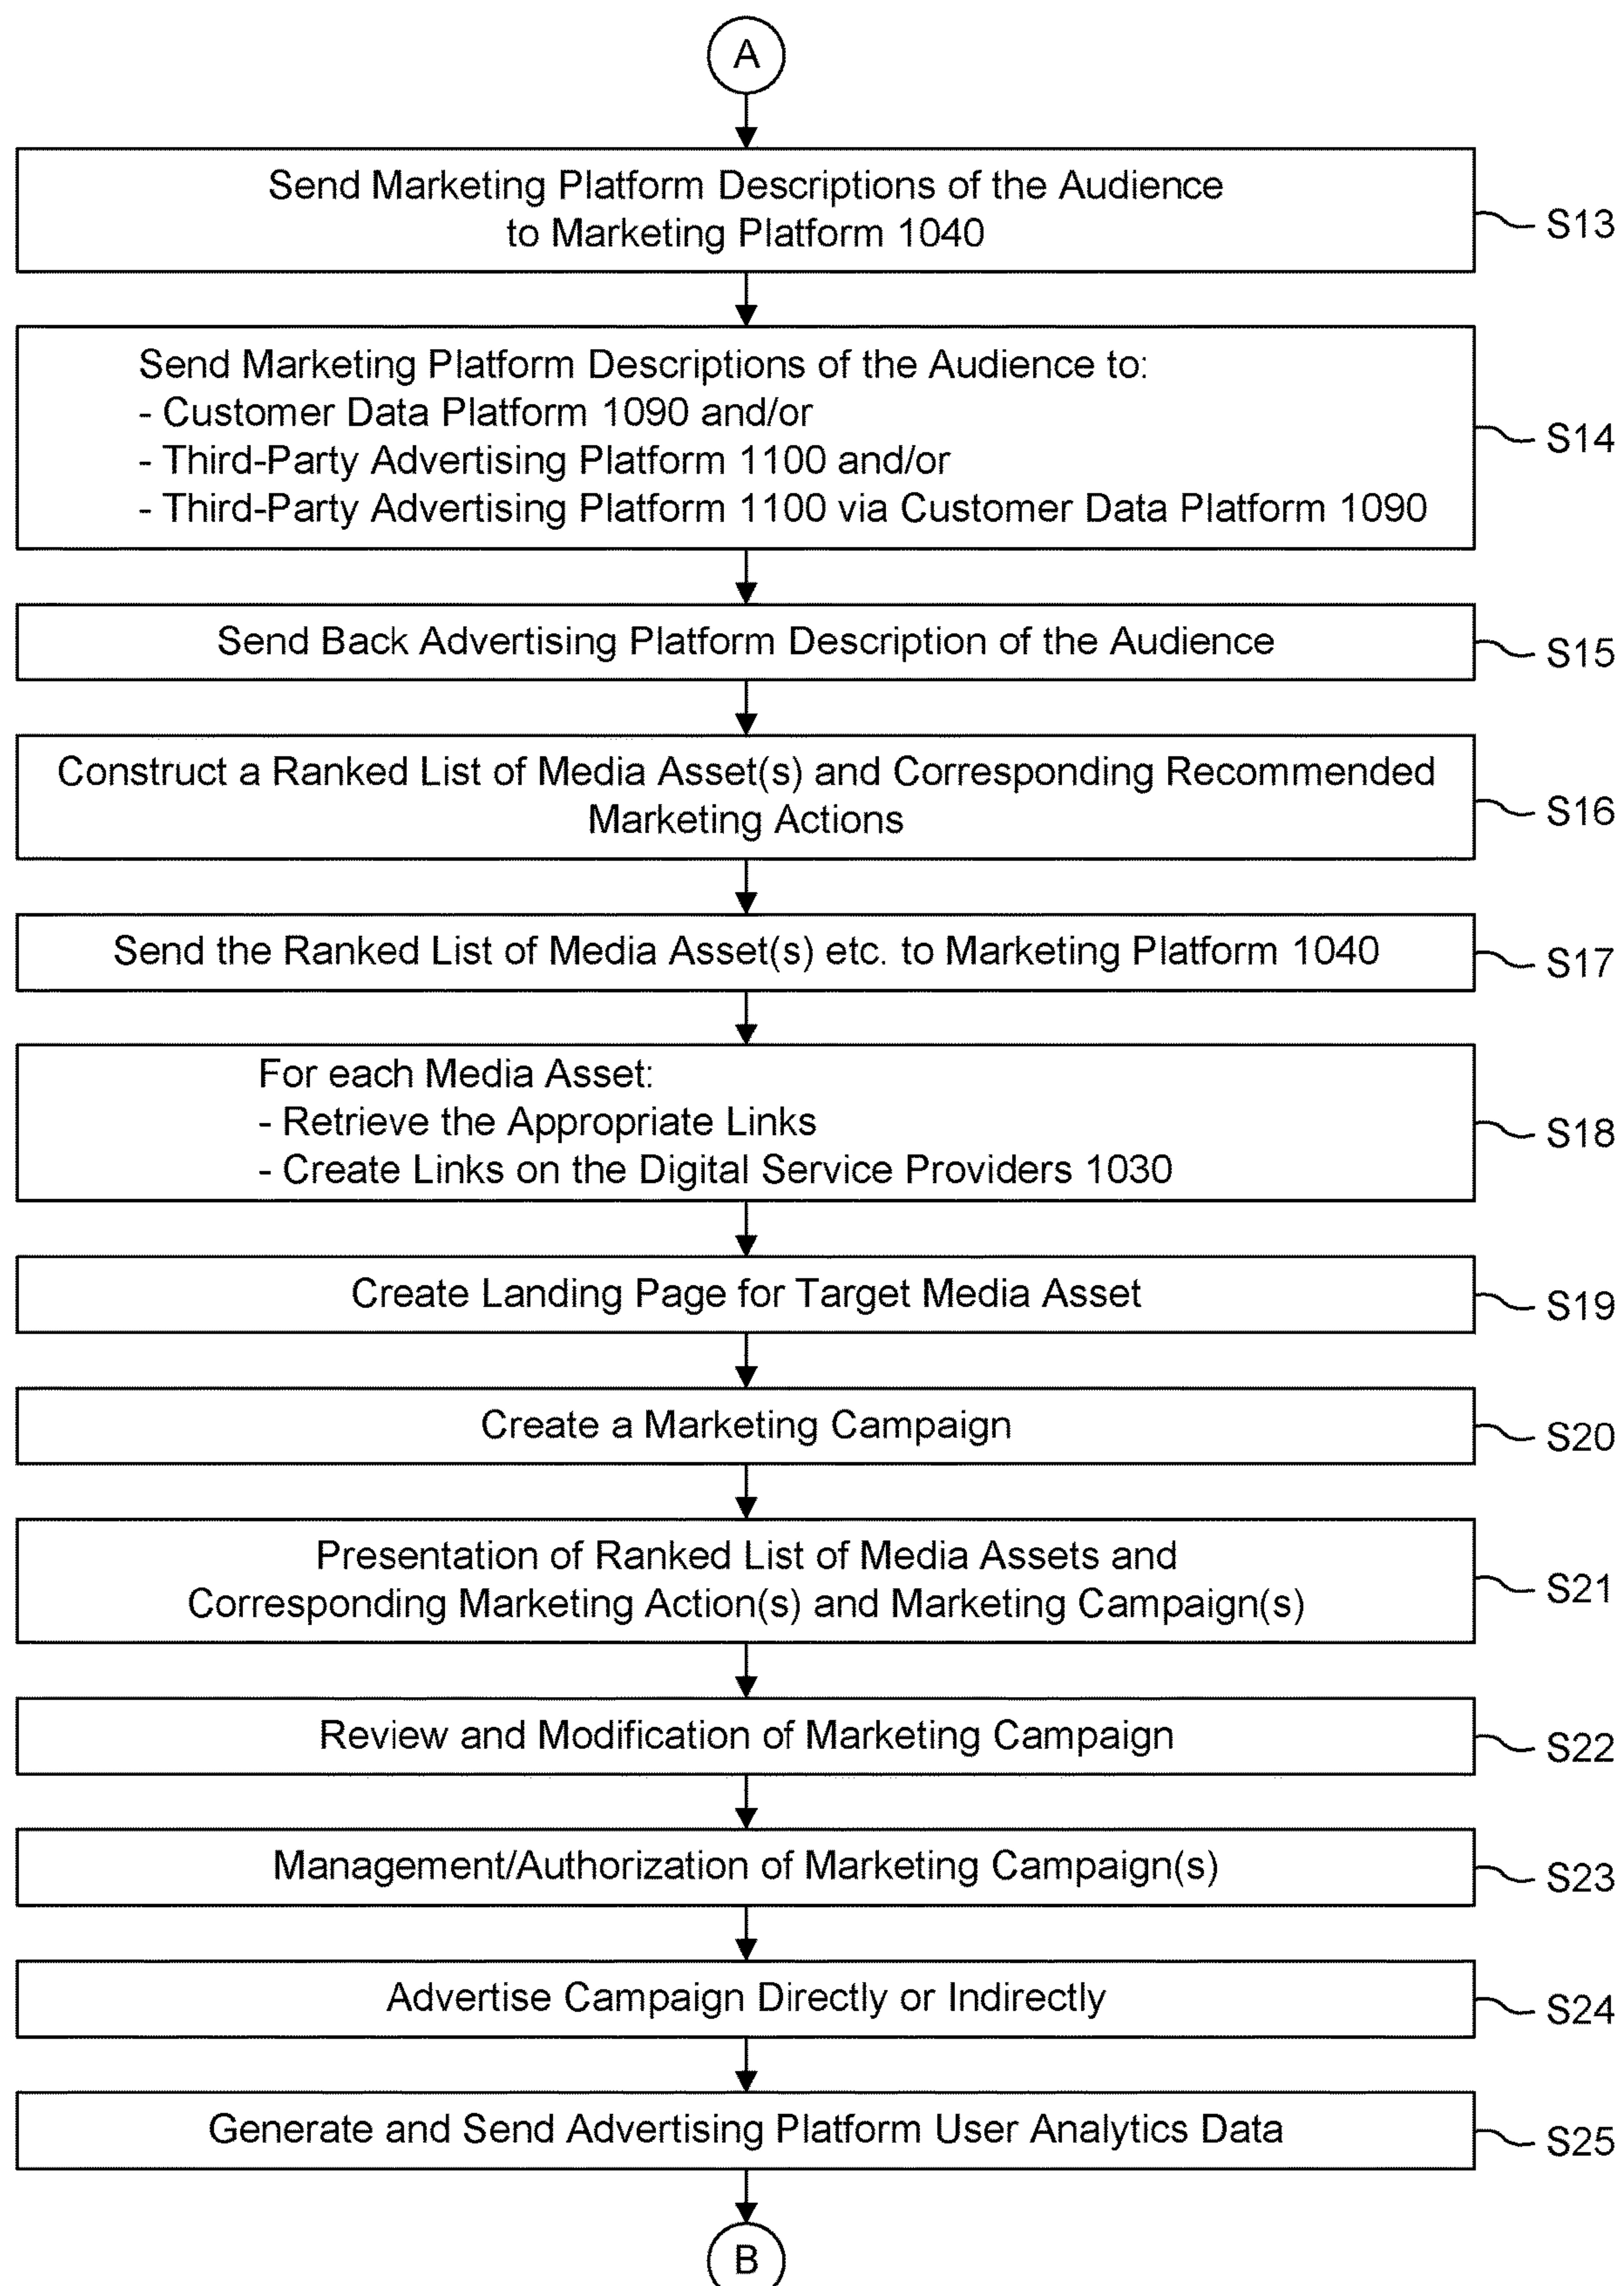 A
Send Marketing Platform Descriptions of the Audience
to Marketing Platform 1040
S13
Send Marketing Platform Descriptions of the Audience to:
- Customer Data Platform 1090 and/or
- Third-Party Advertising Platform 1100 and/or
- Third-Party Advertising Platform 1100 via Customer Data Platform 1090
S14
Send Back Advertising Platform Description of the Audience
S15
Construct a Ranked List of Media Asset(s) and Corresponding Recommended
Marketing Actions
S16
Send the Ranked List of Media Asset(s) etc. to Marketing Platform 1040
S17
For each Media Asset:
- Retrieve the Appropriate Links
- Create Links on the Digital Service Providers 1030
S18
Create Landing Page for Target Media Asset
S19
Create a Marketing Campaign
S20
Presentation of Ranked List of Media Assets and
Corresponding Marketing Action(s) and Marketing Campaign(s)
S21
Review and Modification of Marketing Campaign
S22
Management/Authorization of Marketing Campaign(s)
S23
Advertise Campaign Directly or Indirectly
S24
Generate and Send Advertising Platform User Analytics Data
S25
B